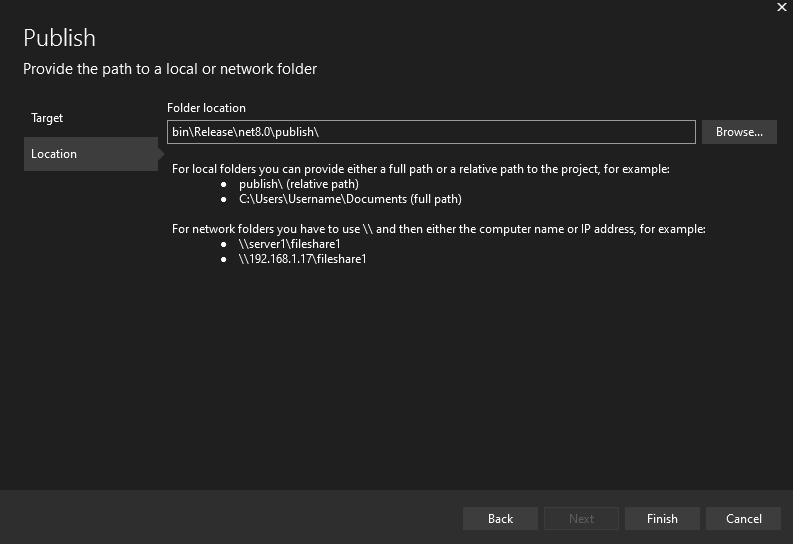 Publish
Provide the path to a local or network folder
Target
Location
Folder location
bin\Release\net8.0\publish\
Browse...
For local folders you can provide either a full path or a relative path to the project, for example:
● publish\ (relative path)
● C:\Users\Username\Documents (full path)
For network folders you have to use \\ and then either the computer name or IP address, for example:
● \\server1\fileshare1
● \\192.168.1.17\fileshare1
Back
Next
Finish
Cancel